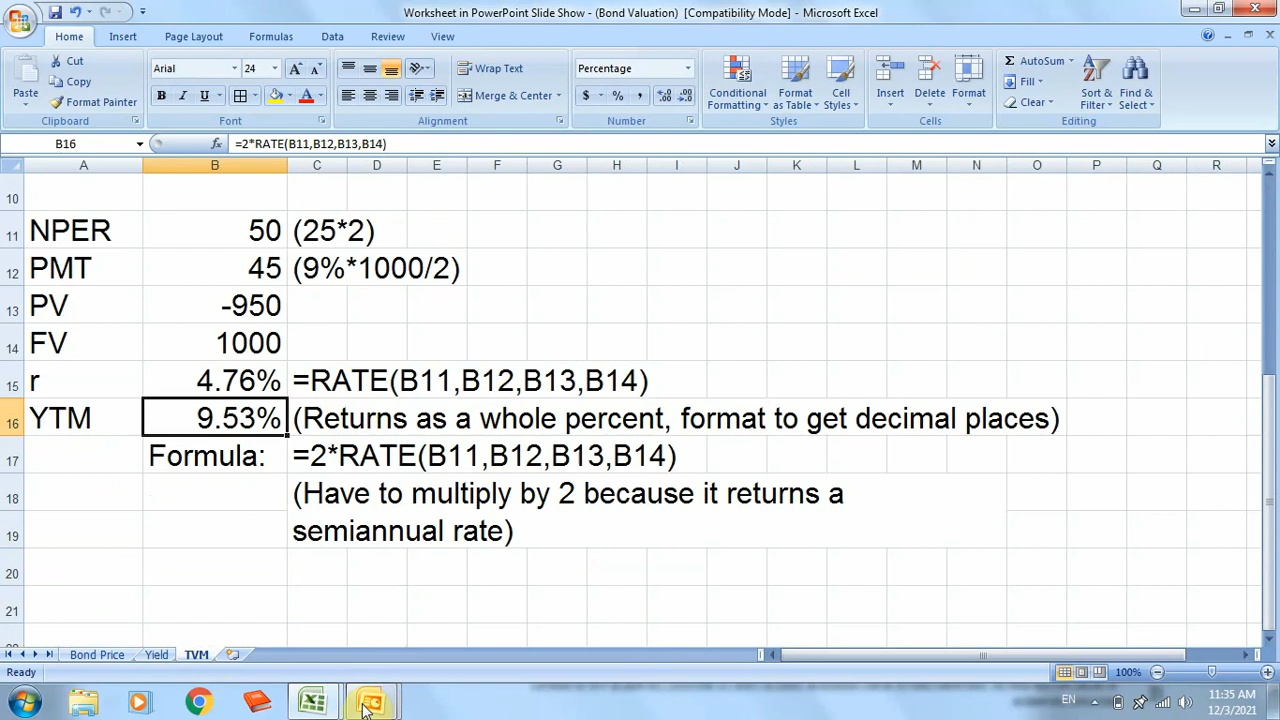 Worksheet in PowerPoint Slide Show - (Bond Valuation) [Compatibility Mode] - Microsoft Excel
Home Insert Page Layout Formulas Data Review View
Paste
Cut
Copy
Format Painter
Clipboard
Arial 24
B I U
Font
Wrap Text
Merge & Center
Alignment
Percentage
$ % ,
Number
Conditional Formatting
Format as Table
Cell Styles
Styles
Insert Delete Format
Cells
Σ AutoSum
Fill
Clear
Sort & Filter
Find & Select
Editing
B16 fx =2*RATE(B11,B12,B13,B14)
A B C D E F G H I J K L M N O P Q R
10
11 NPER 50 (25*2)
12 PMT 45 (9%*1000/2)
13 PV -950
14 FV 1000
15 r 4.76% =RATE(B11,B12,B13,B14)
16 YTM 9.53% (Returns as a whole percent, format to get decimal places)
17 Formula: =2*RATE(B11,B12,B13,B14)
18 (Have to multiply by 2 because it returns a
19 semiannual rate)
20
21
Bond Price Yield TVM
Ready 100%
EN
11:35 AM
12/3/2021